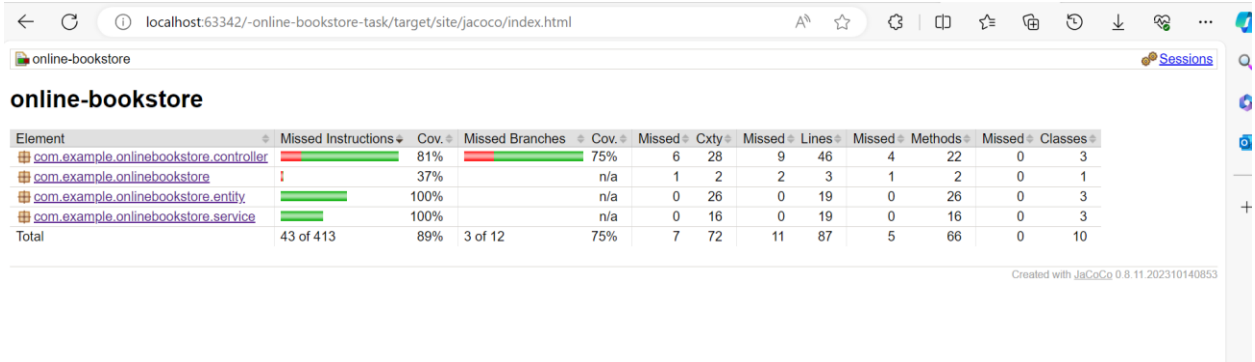 localhost:63342/-online-bookstore-task/target/site/jacoco/index.html
online-bookstore Sessions
online-bookstore
Element Missed Instructions Cov. Missed Branches Cov. Missed Cxty Missed Lines Missed Methods Missed Classes
com.example.onlinebookstore.controller 81% 75% 6 28 9 46 4 22 0 3
com.example.onlinebookstore 37% n/a 1 2 2 3 1 2 0 1
com.example.onlinebookstore.entity 100% n/a 0 26 0 19 0 26 0 3
com.example.onlinebookstore.service 100% n/a 0 16 0 19 0 16 0 3
Total 43 of 413 89% 3 of 12 75% 7 72 11 87 5 66 0 10
Created with JaCoCo 0.8.11.202310140853